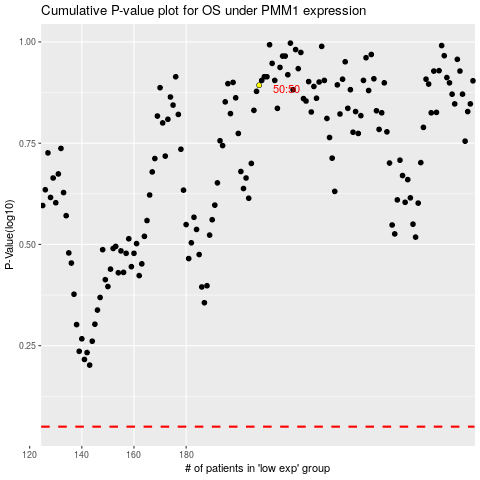 Cumulative P-value plot for OS under PMM1 expression
P-Value(log10)
1.00
0.75
0.50
0.25
50:50
120 140 160 180
# of patients in 'low exp' group